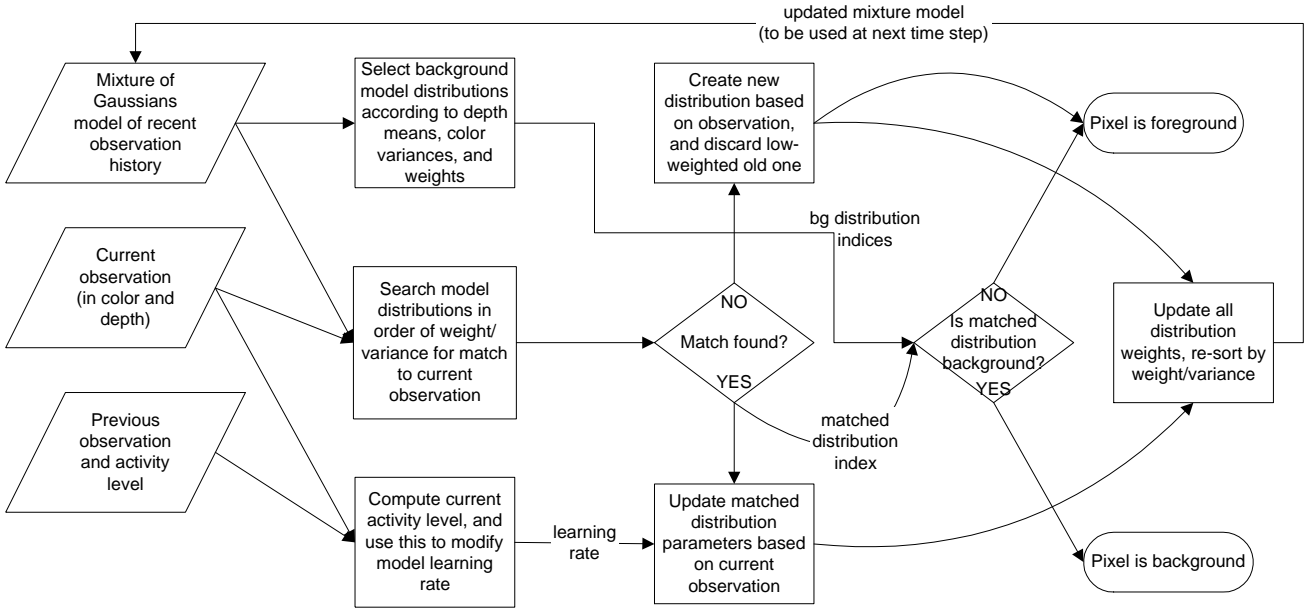 updated mixture model
(to be used at next time step)
Mixture of
Gaussians
model of recent
observation
history
Select background
model distributions
according to depth
means, color
variances, and
weights
Create new
distribution based
on observation,
and discard low-
weighted old one
Pixel is foreground
bg distribution
indices
Current
observation
(in color and
depth)
Search model
distributions in
order of weight/
variance for match
to current
observation
NO
Match found?
YES
NO
Is matched
distribution
background?
YES
Update all
distribution
weights, re-sort by
weight/variance
matched
distribution
index
Previous
observation
and activity
level
Compute current
activity level, and
use this to modify
model learning
rate
learning
rate
Update matched
distribution
parameters based
on current
observation
Pixel is background